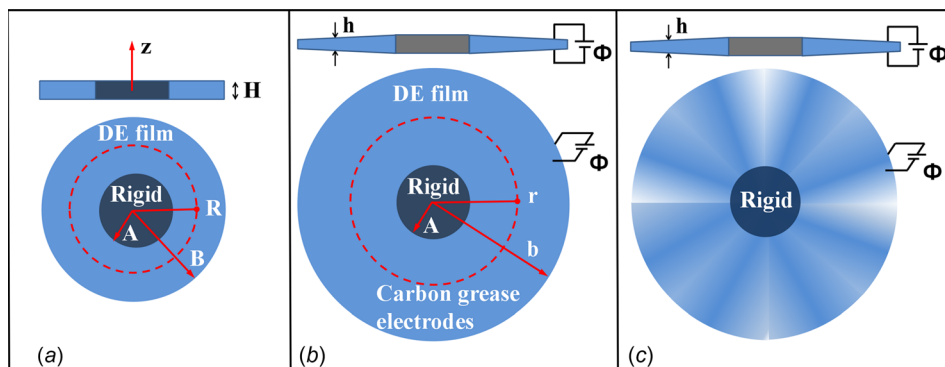 z
H
DE film
Rigid
R
A
B
(a)
h
Φ
DE film
Φ
Rigid
r
A
b
Carbon grease
electrodes
(b)
h
Φ
Φ
Rigid
(c)